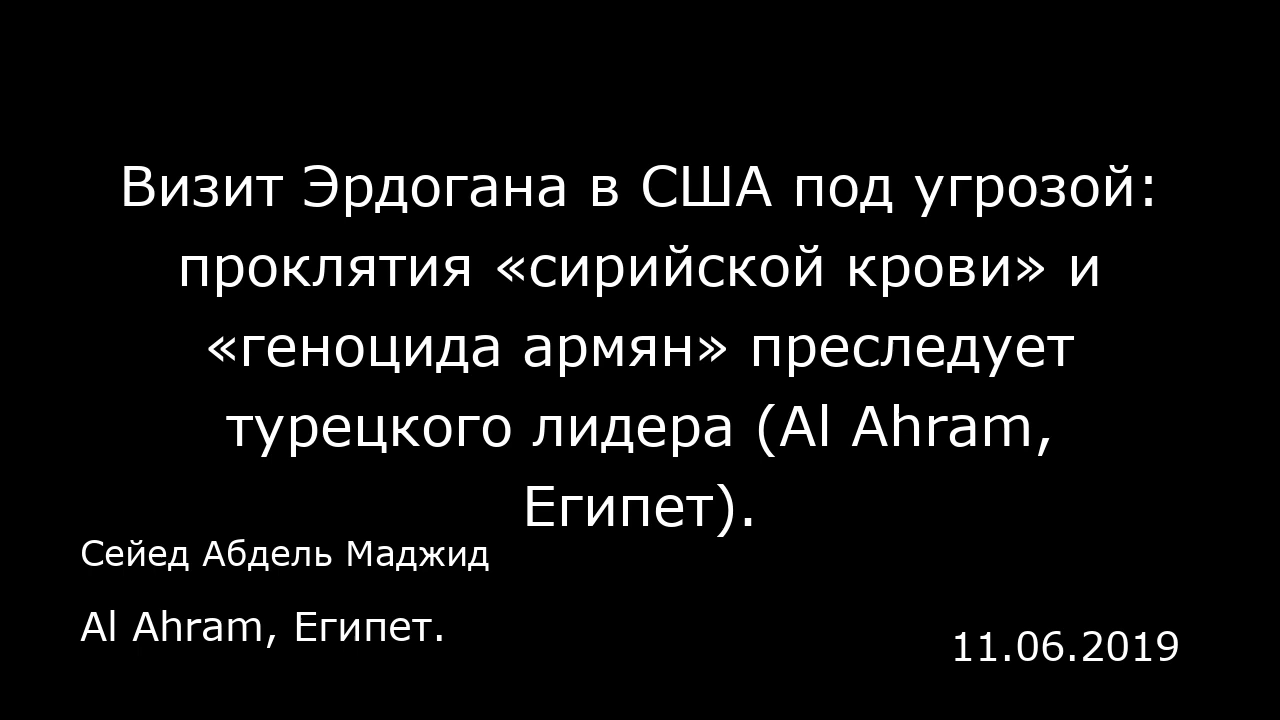 Визит Эрдогана в США под угрозой:
проклятия «сирийской крови» и
«геноцида армян» преследует
турецкого лидера (Al Ahram,
Египет).
Сейед Абдель Маджид
Al Ahram, Египет.
11.06.2019